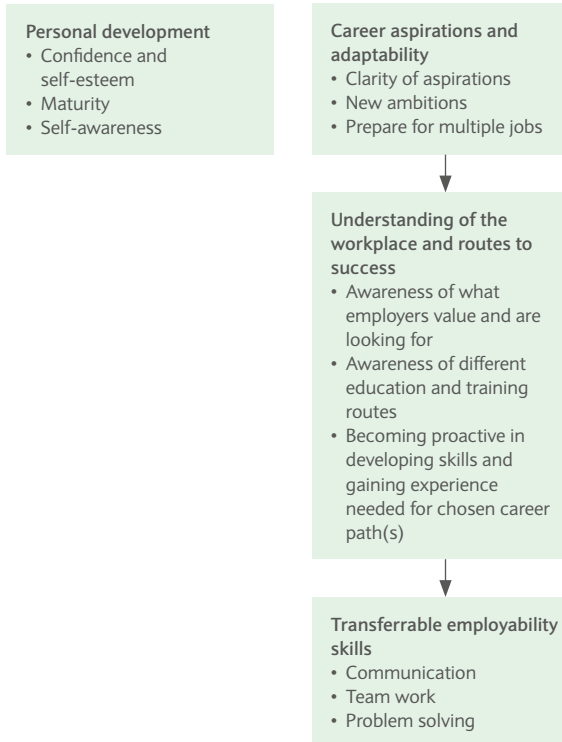 Personal development
• Confidence and
self-esteem
• Maturity
• Self-awareness
Career aspirations and
adaptability
• Clarity of aspirations
• New ambitions
• Prepare for multiple jobs
Understanding of the
workplace and routes to
success
• Awareness of what
employers value and are
looking for
• Awareness of different
education and training
routes
• Becoming proactive in
developing skills and
gaining experience
needed for chosen career
path(s)
Transferrable employability
skills
• Communication
• Team work
• Problem solving